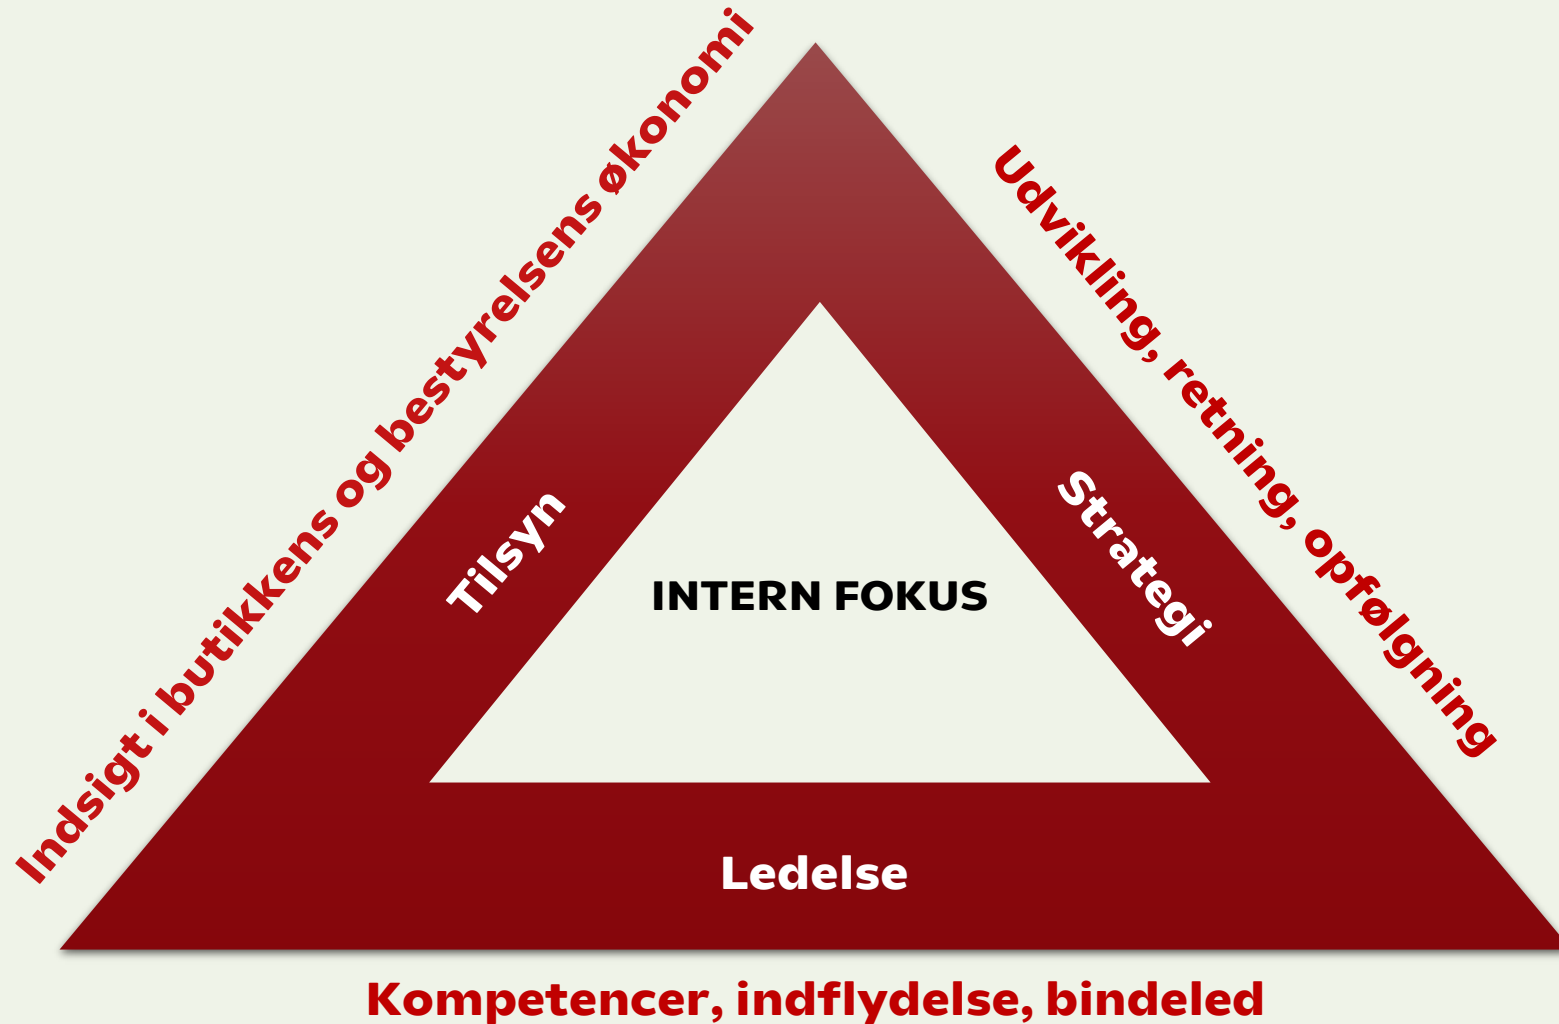 Indsigt i butikkens og bestyrelsens økonomi
Udvikling, retning, opfølgning
Tilsyn
Strategi
INTERN FOKUS
Ledelse
Kompetencer, indflydelse, bindeled